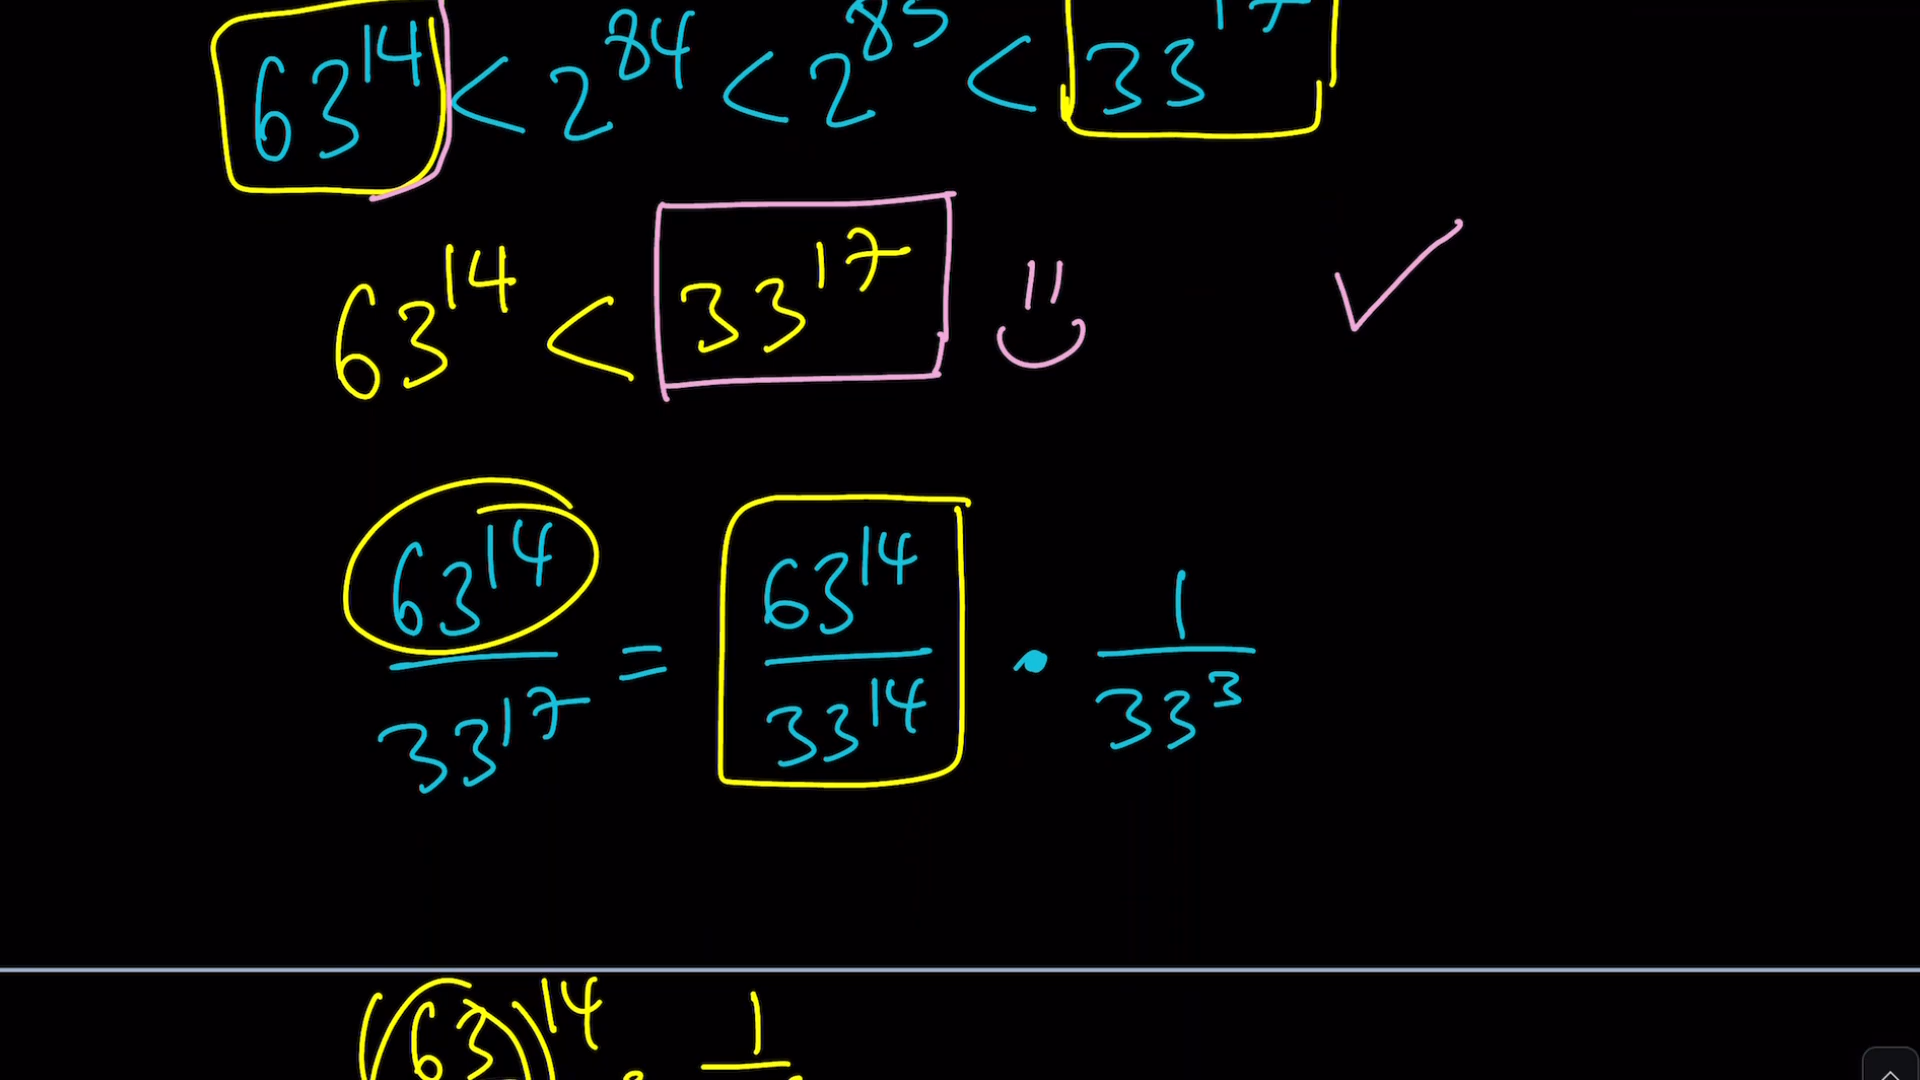 63^14 < 2^84 < 2^85 < 33^17
63^14 < 33^17
63^14/33^17 = 63^14/33^14 · 1/33^3
(63)^14 1